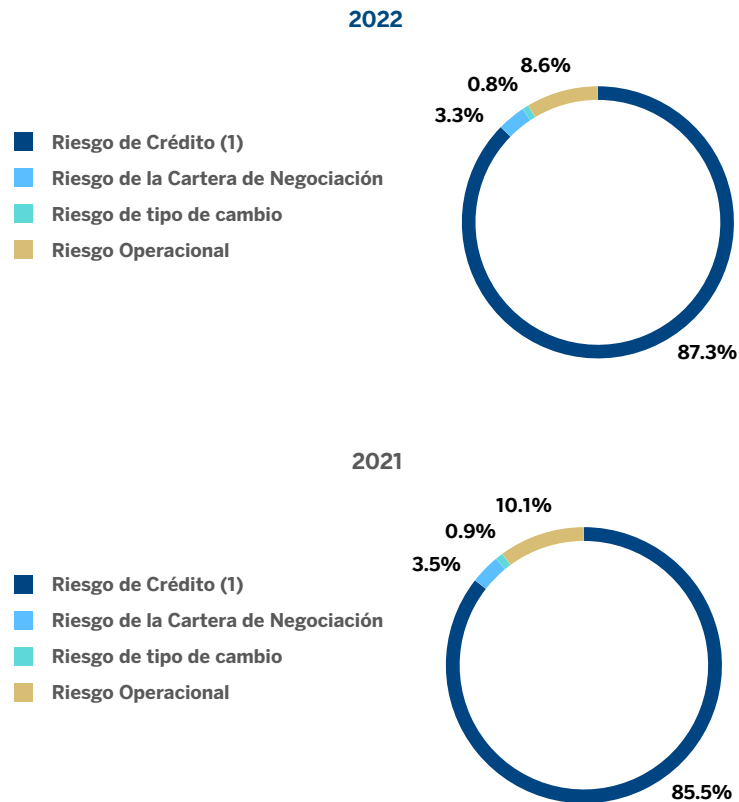 2022
Riesgo de Crédito (1)
Riesgo de la Cartera de Negociación
Riesgo de tipo de cambio
Riesgo Operacional
8.6%
0.8%
3.3%
87.3%
2021
Riesgo de Crédito (1)
Riesgo de la Cartera de Negociación
Riesgo de tipo de cambio
Riesgo Operacional
10.1%
0.9%
3.5%
85.5%